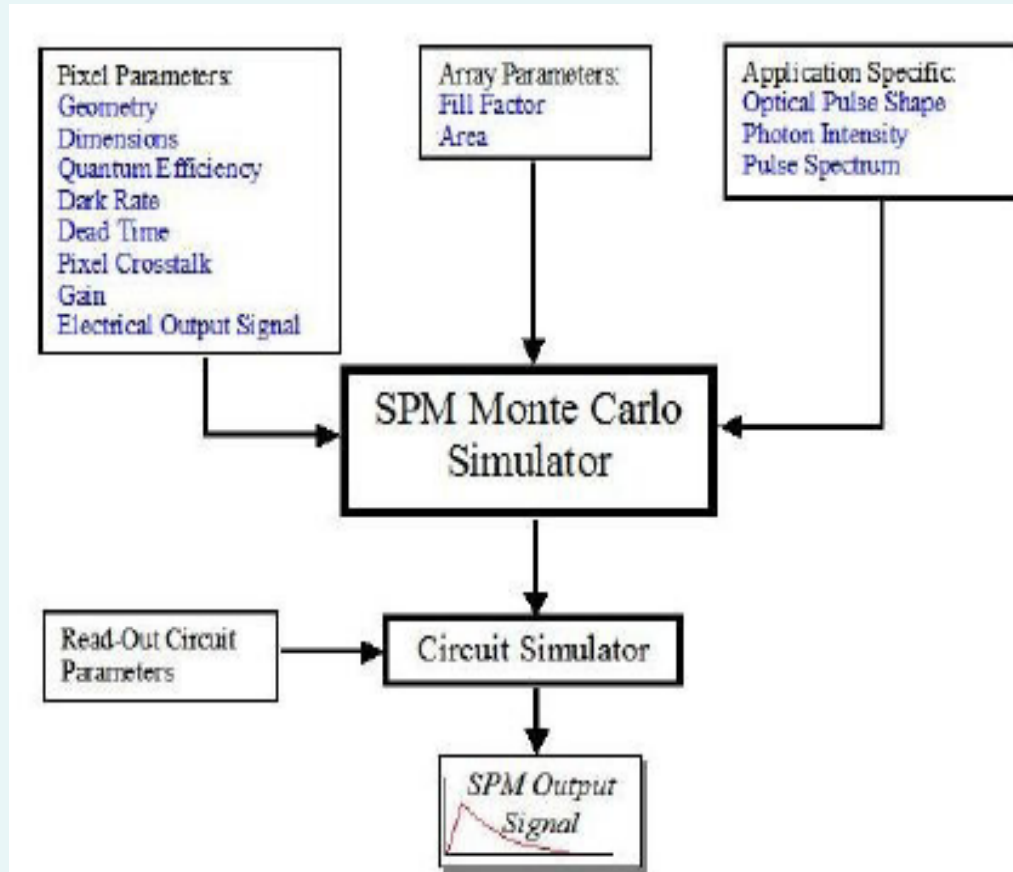 Pixel Parameters:
Geometry
Dimensions
Quantum Efficiency
Dark Rate
Dead Time
Pixel Crosstalk
Gain
Electrical Output Signal
Array Parameters:
Fill Factor
Area
Application Specific:
Optical Pulse Shape
Photon Intensity
Pulse Spectrum
SPM Monte Carlo
Simulator
Read-Out Circuit
Parameters
Circuit Simulator
SPM Output
Signal